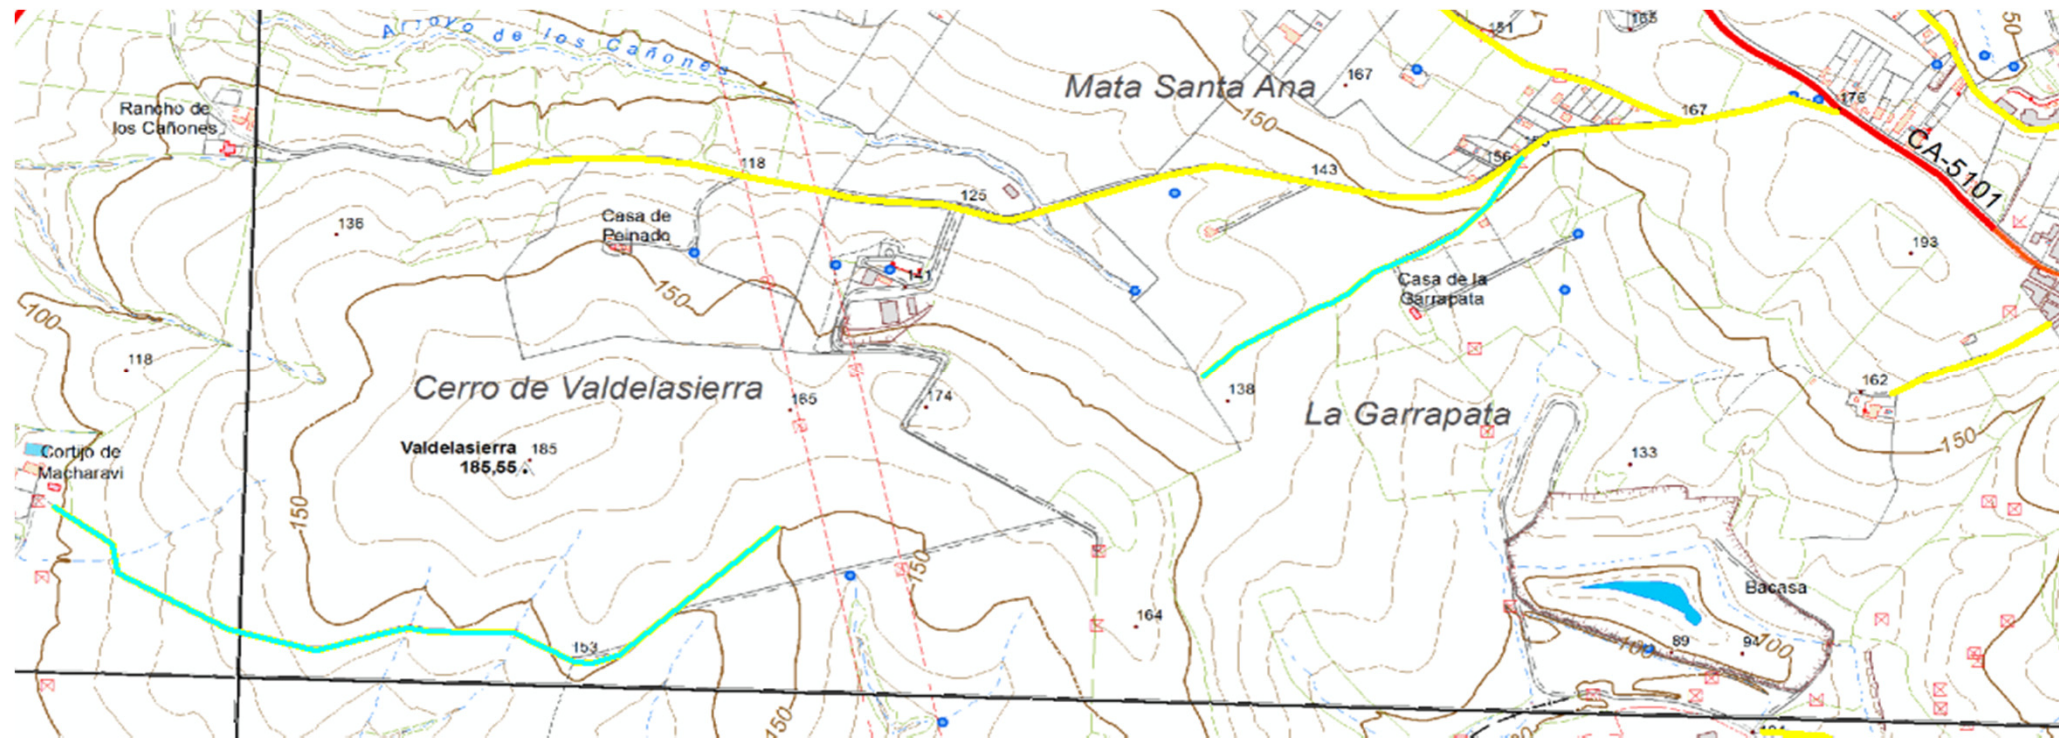 Arroyo de los Cañones
Mata Santa Ana
167
176
167
150
CA-5101
Rancho de
los Cañones
118
143
156
125
136
Casa de
Peinado
193
141
Casa de la
Garrapata
150
100
118
162
Cerro de Valdelasierra
165
174
138
La Garrapata
150
Valdelasierra 185
185,55
Cortijo de
Macharavi
133
150
150
Bacasa
164
153
89
94
100
100
150